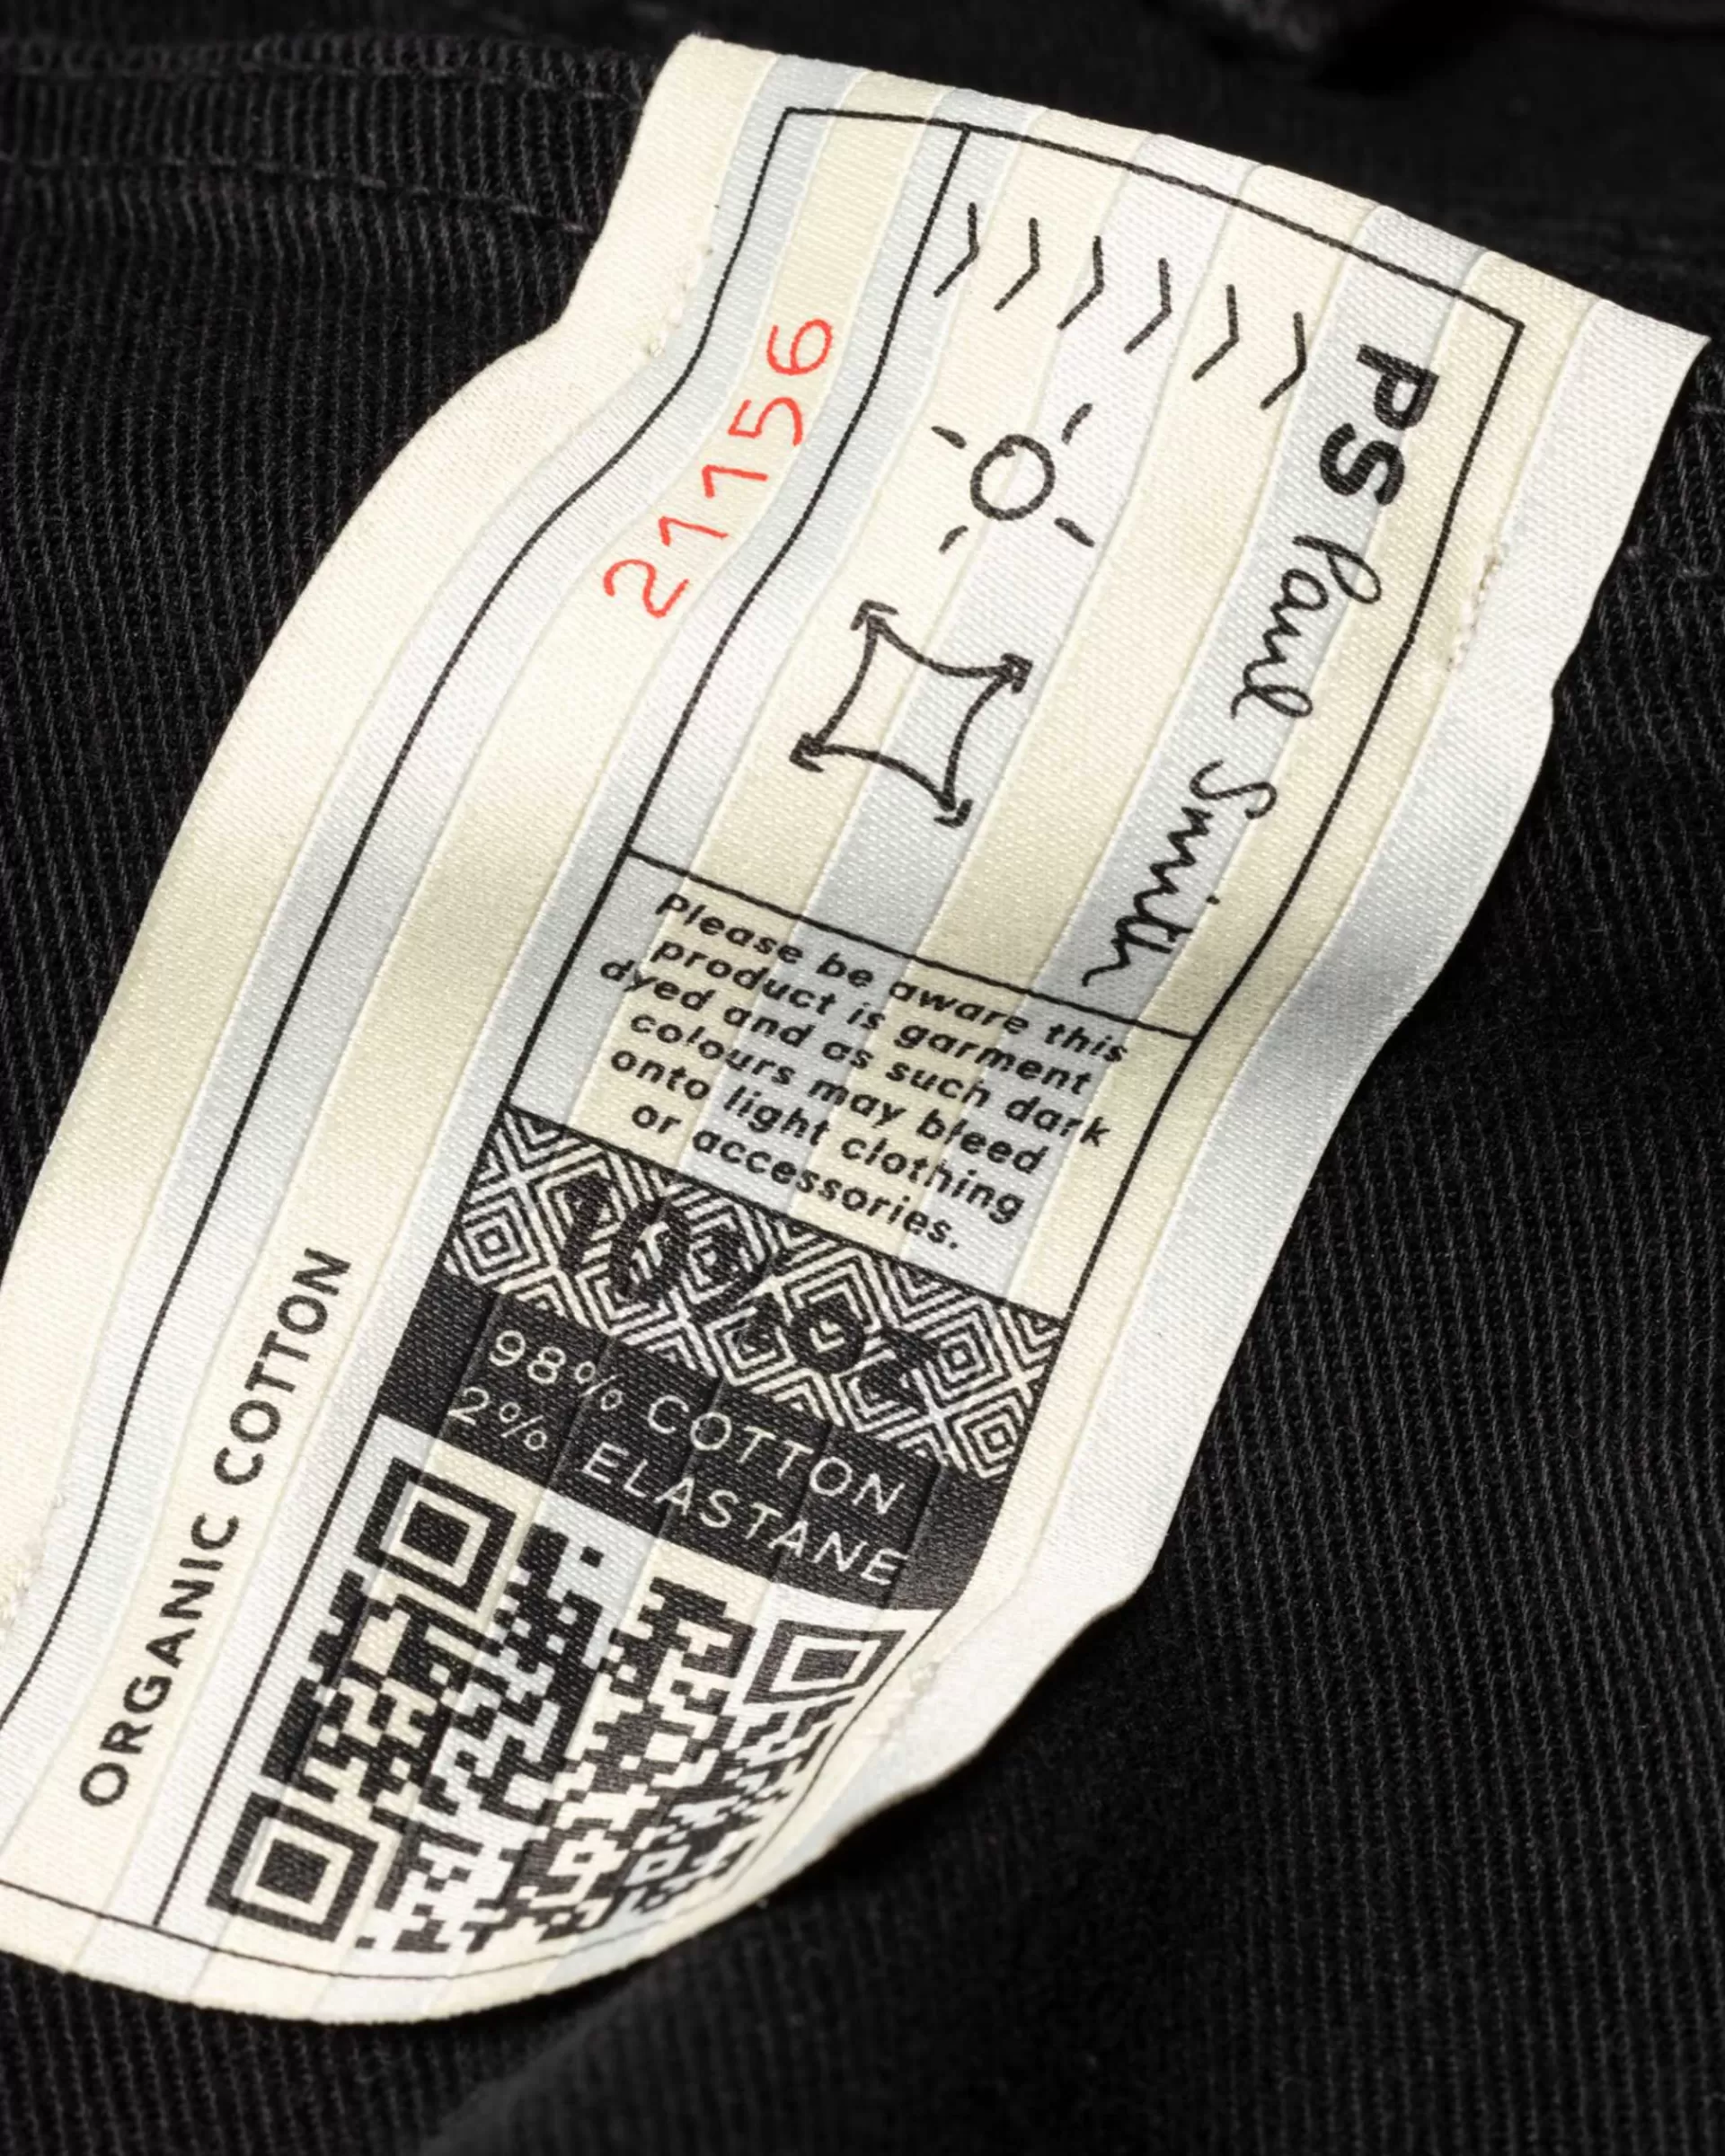 PS Paul Smith
21156
Please be aware this
product is garment
dyed and as such dark
colours may bleed
onto light clothing
or accessories.
98% COTTON
2% ELASTANE
ORGANIC COTTON